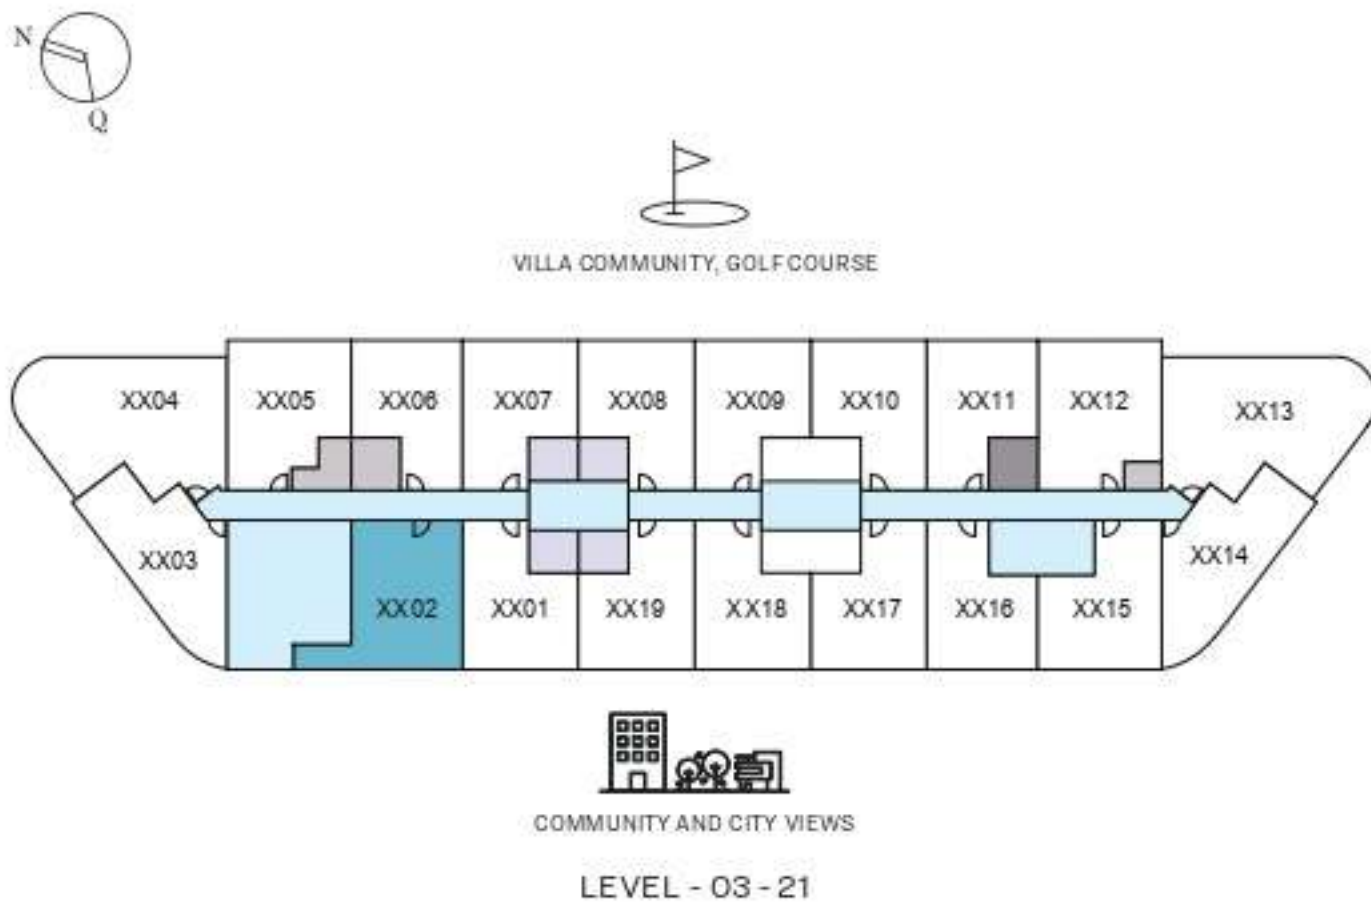 N
Q
VILLA COMMUNITY, GOLF COURSE
XX04 XX05 XX06 XX07 XX08 XX09 XX10 XX11 XX12 XX13
XX03 XX14
XX02 XX01 XX19 XX18 XX17 XX16 XX15
COMMUNITY AND CITY VIEWS
LEVEL - 03 - 21